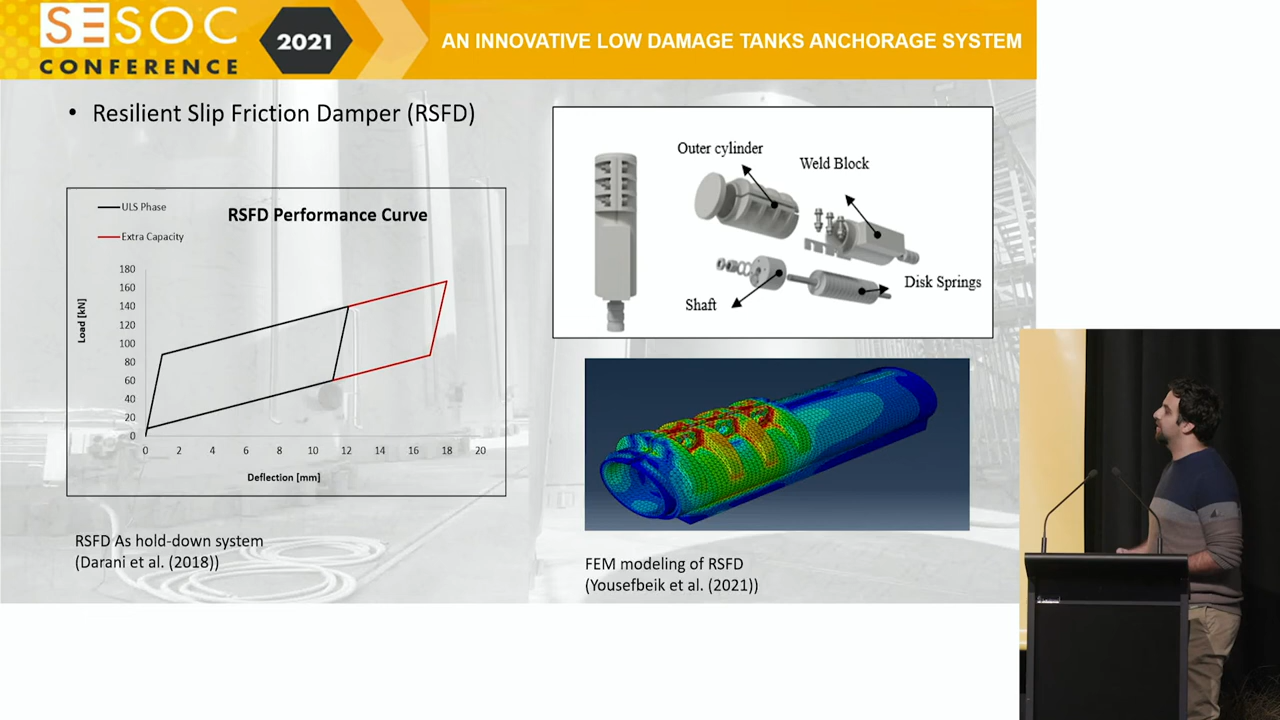 SESOC
CONFERENCE
2021
AN INNOVATIVE LOW DAMAGE TANKS ANCHORAGE SYSTEM
• Resilient Slip Friction Damper (RSFD)
ULS Phase
Extra Capacity
RSFD Performance Curve
180
160
140
120
100
80
60
40
20
0
Load [kN]
0 2 4 6 8 10 12 14 16 18 20
Deflection [mm]
RSFD As hold-down system
(Darani et al. (2018))
Outer cylinder
Weld Block
Shaft
Disk Springs
FEM modeling of RSFD
(Yousefbeik et al. (2021))